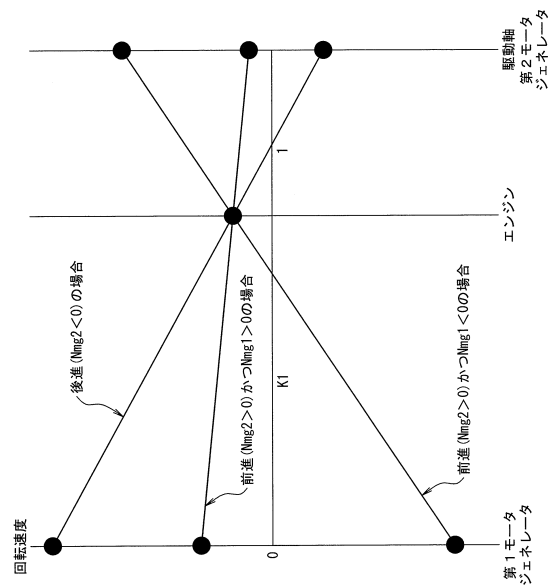 回転速度
後進(Nmg2<0)の場合
前進(Nmg2>0)かつNmg1>0の場合
前進(Nmg2>0)かつNmg1<0の場合
0
K1
1
第1モータ
ジェネレータ
エンジン
駆動軸
第2モータ
ジェネレータ